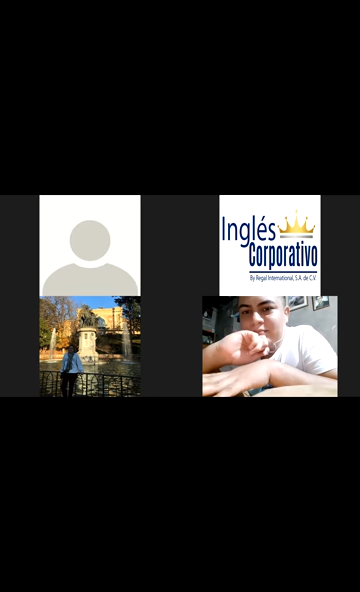 Inglés
Corporativo
By Regal International, S.A. de C.V.